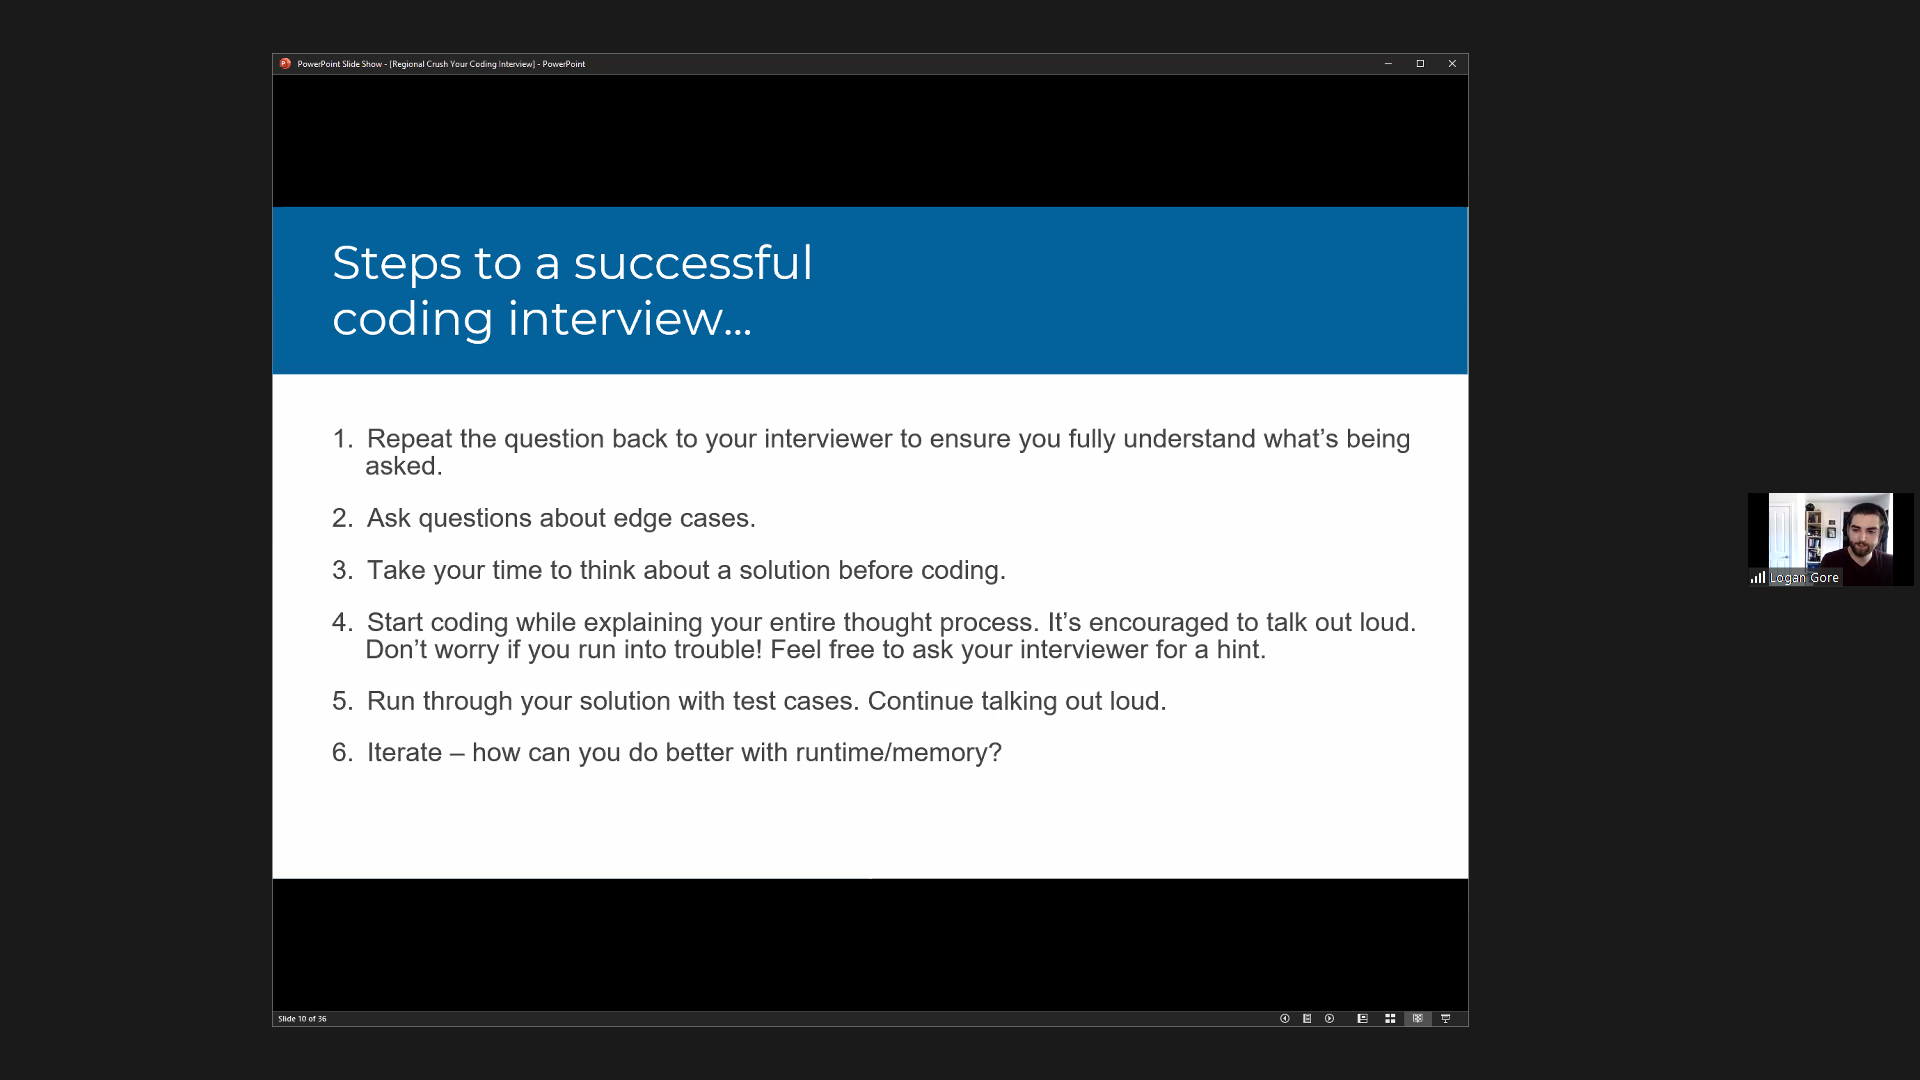 PowerPoint Slide Show - [Regional Crush Your Coding Interview] - PowerPoint
Steps to a successful
coding interview...
1. Repeat the question back to your interviewer to ensure you fully understand what’s being
asked.
2. Ask questions about edge cases.
3. Take your time to think about a solution before coding.
4. Start coding while explaining your entire thought process. It’s encouraged to talk out loud.
Don’t worry if you run into trouble! Feel free to ask your interviewer for a hint.
5. Run through your solution with test cases. Continue talking out loud.
6. Iterate – how can you do better with runtime/memory?
Logan Gore
Slide 10 of 36